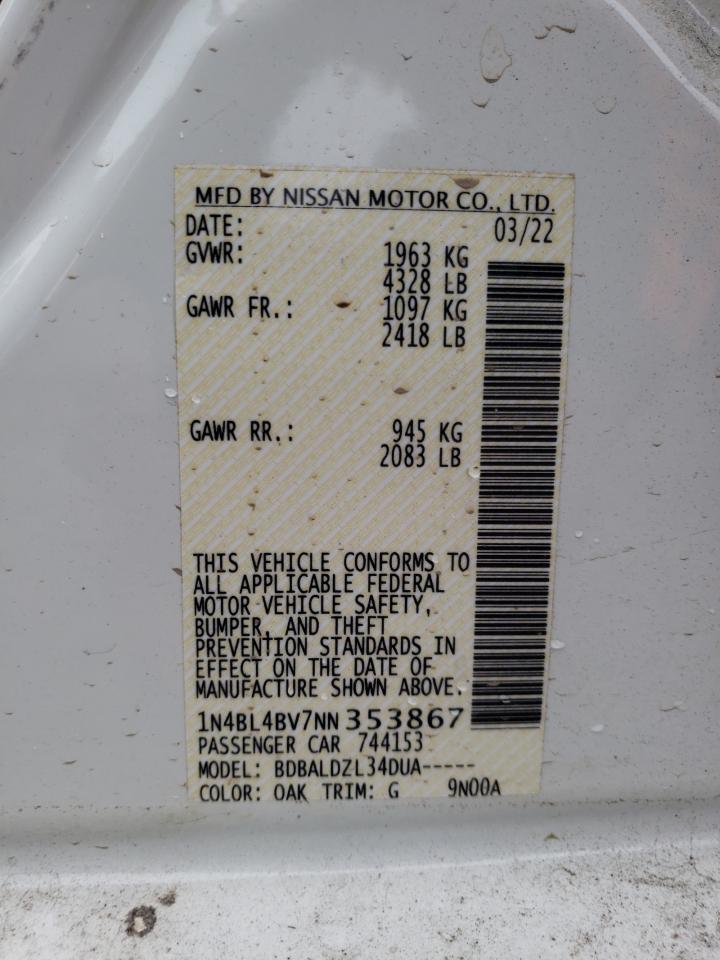 MFD BY NISSAN MOTOR CO., LTD.
DATE: 03/22
GVWR: 1963 KG
4328 LB
GAWR FR.: 1097 KG
2418 LB
GAWR RR.: 945 KG
2083 LB
THIS VEHICLE CONFORMS TO
ALL APPLICABLE FEDERAL
MOTOR VEHICLE SAFETY,
BUMPER, AND THEFT
PREVENTION STANDARDS IN
EFFECT ON THE DATE OF
MANUFACTURE SHOWN ABOVE.
1N4BL4BV7NN353867
PASSENGER CAR 744153
MODEL: BDBALDZL34DUA-----
COLOR: OAK TRIM: G 9N00A